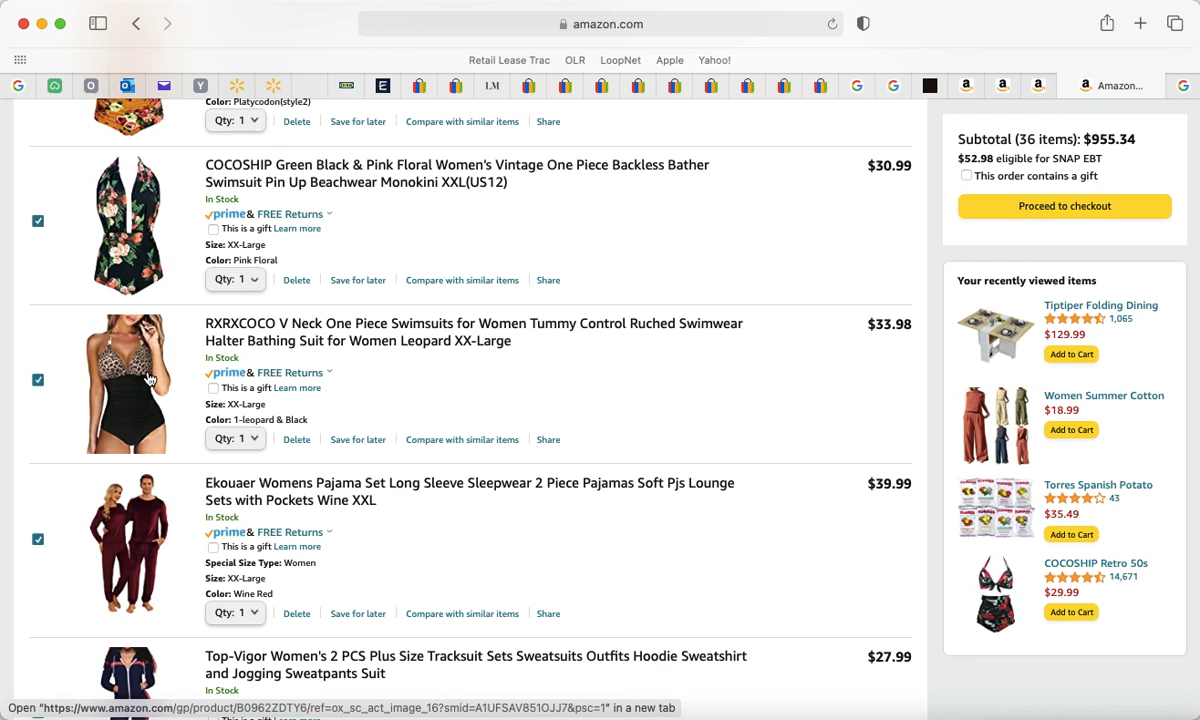 amazon.com
Retail Lease Trac OLR LoopNet Apple Yahoo!
Amazon...
Color: Platycodon(style2)
Qty: 1 Delete Save for later Compare with similar items Share
COCOSHIP Green Black & Pink Floral Women's Vintage One Piece Backless Bather
Swimsuit Pin Up Beachwear Monokini XXL(US12)
$30.99
In Stock
prime & FREE Returns
This is a gift Learn more
Size: XX-Large
Color: Pink Floral
Qty: 1 Delete Save for later Compare with similar items Share
RXRXCOCO V Neck One Piece Swimsuits for Women Tummy Control Ruched Swimwear
Halter Bathing Suit for Women Leopard XX-Large
$33.98
In Stock
prime & FREE Returns
This is a gift Learn more
Size: XX-Large
Color: 1-leopard & Black
Qty: 1 Delete Save for later Compare with similar items Share
Ekouaer Womens Pajama Set Long Sleeve Sleepwear 2 Piece Pajamas Soft Pjs Lounge
Sets with Pockets Wine XXL
$39.99
In Stock
prime & FREE Returns
This is a gift Learn more
Special Size Type: Women
Size: XX-Large
Color: Wine Red
Qty: 1 Delete Save for later Compare with similar items Share
Top-Vigor Women's 2 PCS Plus Size Tracksuit Sets Sweatsuits Outfits Hoodie Sweatshirt
and Jogging Sweatpants Suit
$27.99
In Stock
Open "https://www.amazon.com/gp/product/B0962ZDTY6/ref=ox_sc_act_image_16?smid=A1UFSAV851OJJ7&psc=1" in a new tab
Subtotal (36 items): $955.34
$52.98 eligible for SNAP EBT
This order contains a gift
Proceed to checkout
Your recently viewed items
Tiptiper Folding Dining
1,065
$129.99
Add to Cart
Women Summer Cotton
$18.99
Add to Cart
Torres Spanish Potato
43
$35.49
Add to Cart
COCOSHIP Retro 50s
14,671
$29.99
Add to Cart